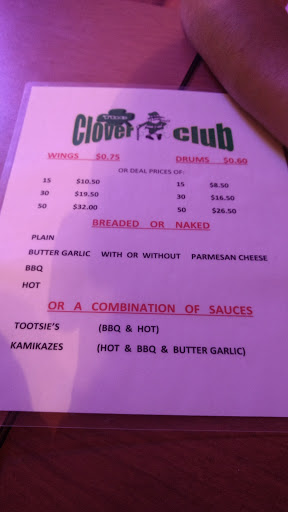 Clover club
WINGS $0.75 DRUMS $0.60
OR DEAL PRICES OF:
15 $10.50 15 $8.50
30 $19.50 30 $16.50
50 $32.00 50 $26.50
BREADED OR NAKED
PLAIN
BUTTER GARLIC WITH OR WITHOUT PARMESAN CHEESE
BBQ
HOT
OR A COMBINATION OF SAUCES
TOOTSIE'S (BBQ & HOT)
KAMIKAZES (HOT & BBQ & BUTTER GARLIC)